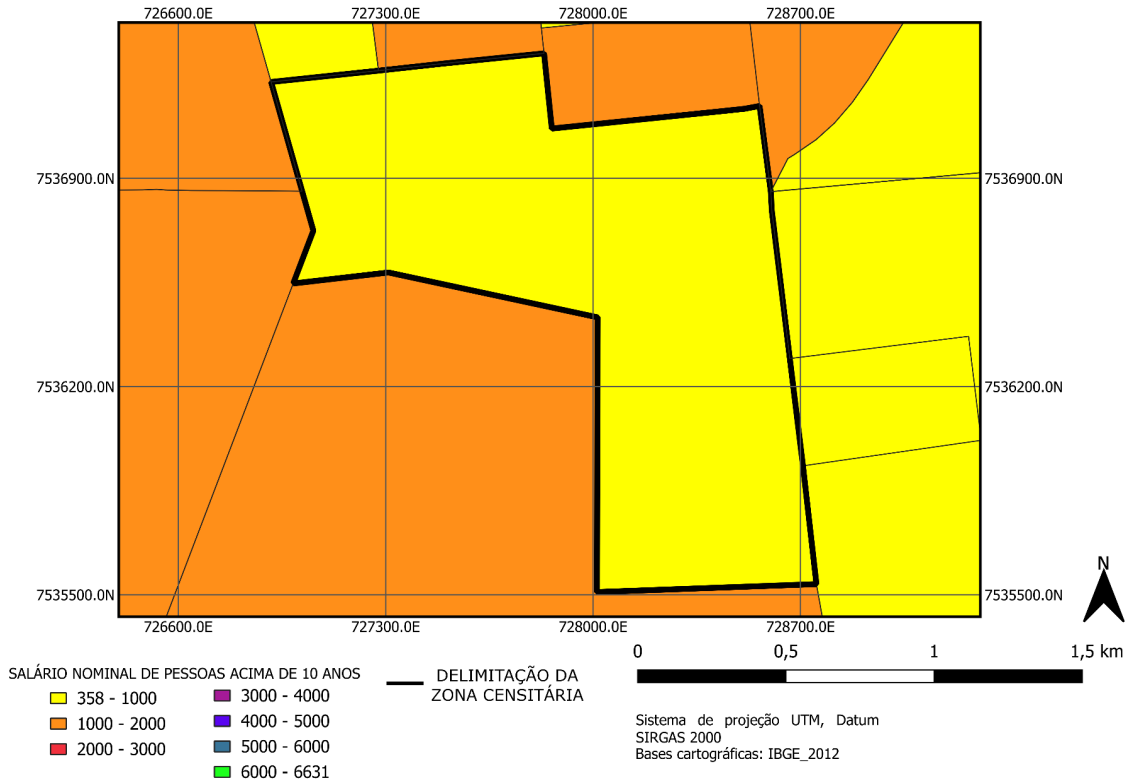 726600.0E 727300.0E 728000.0E 728700.0E
7536900.0N 7536900.0N
7536200.0N 7536200.0N
7535500.0N 7535500.0N
726600.0E 727300.0E 728000.0E 728700.0E
N
SALÁRIO NOMINAL DE PESSOAS ACIMA DE 10 ANOS
358 - 1000
1000 - 2000
2000 - 3000
3000 - 4000
4000 - 5000
5000 - 6000
6000 - 6631
DELIMITAÇÃO DA
ZONA CENSITÁRIA
0 0,5 1 1,5 km
Sistema de projeção UTM, Datum
SIRGAS 2000
Bases cartográficas: IBGE_2012